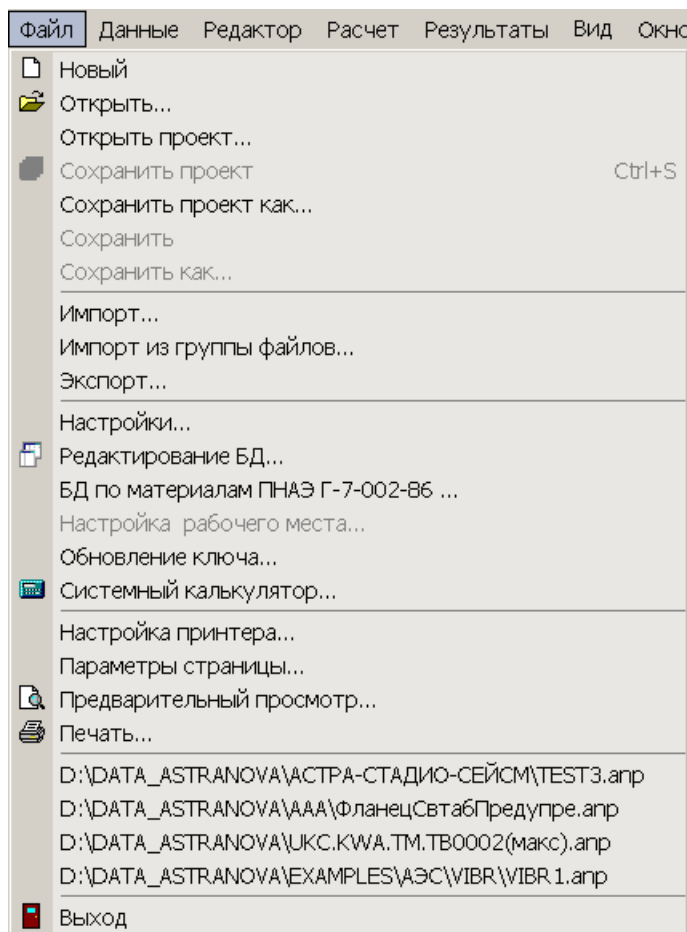 Файл Данные Редактор Расчет Результаты Вид Окно
Новый
Открыть...
Открыть проект...
Сохранить проект Ctrl+S
Сохранить проект как...
Сохранить
Сохранить как...
Импорт...
Импорт из группы файлов...
Экспорт...
Настройки...
Редактирование БД...
БД по материалам ПНАЭ Г-7-002-86 ...
Настройка рабочего места...
Обновление ключа...
Системный калькулятор...
Настройка принтера...
Параметры страницы...
Предварительный просмотр...
Печать...
D:\DATA_ASTRANOVA\АСТРА-СТАДИО-СЕЙСМ\TEST3.anp
D:\DATA_ASTRANOVA\AAA\ФланецСвтабПредупре.anp
D:\DATA_ASTRANOVA\UKC.KWA.TM.TB0002(макс).anp
D:\DATA_ASTRANOVA\EXAMPLES\АЭС\VIBR\VIBR1.anp
Выход